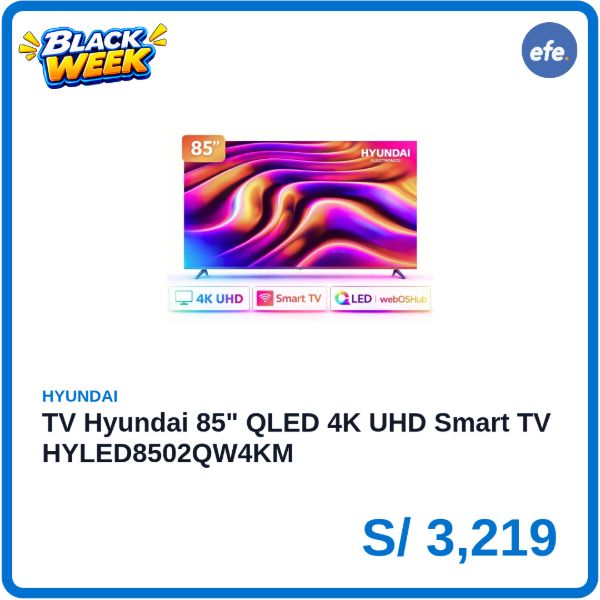 BLACK
WEEK
efe.
85"
HYUNDAI
ELECTRONICS
4K UHD
Smart TV
QLED | webOSHub
HYUNDAI
TV Hyundai 85" QLED 4K UHD Smart TV
HYLED8502QW4KM
S/ 3,219